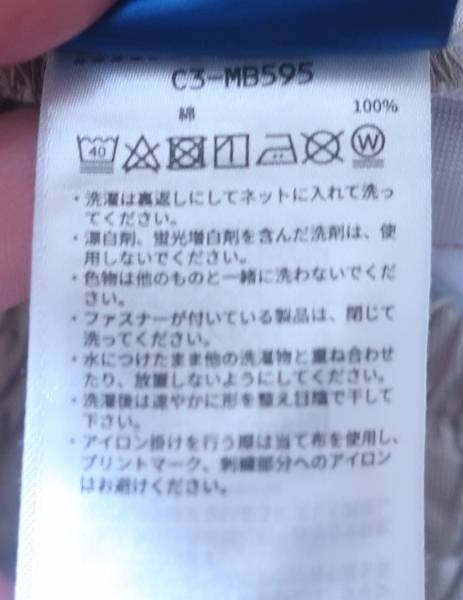 C3-MB595
綿 100%
40 W
・洗濯は裏返しにしてネットに入れて洗っ
てください。
・漂白剤、蛍光増白剤を含んだ洗剤は、使
用しないでください。
・色物は他のものと一緒に洗わないでくだ
さい。
・ファスナーが付いている製品は、閉じて
洗ってください。
・水につけたまま他の洗濯物と重ね合わせ
たり、放置しないようにしてください。
・洗濯後は速やかに形を整え日陰で干して
下さい。
・アイロン掛けを行う際は当て布を使用し、
プリントマーク、刺繍部分へのアイロン
はお避けください。